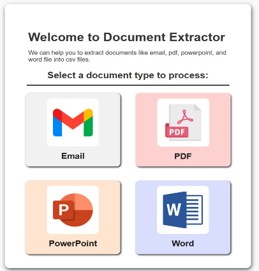 Welcome to Document Extractor
We can help you to extract documents like email, pdf, powerpoint, and
word file into csv files.
Select a document type to process:
PDF
Email
PDF
P
W
PowerPoint
Word